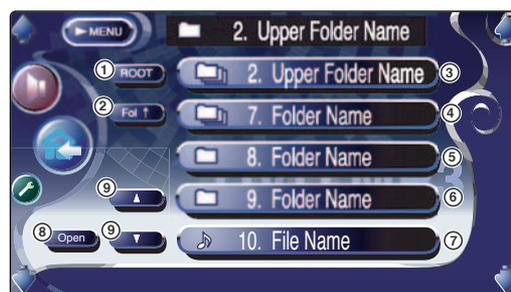 ►MENU
2. Upper Folder Name
① ROOT
2. Upper Folder Name ③
② Fol ↑
7. Folder Name ④
8. Folder Name ⑤
⑨ ▲
9. Folder Name ⑥
⑧ Open ⑨ ▼
10. File Name ⑦